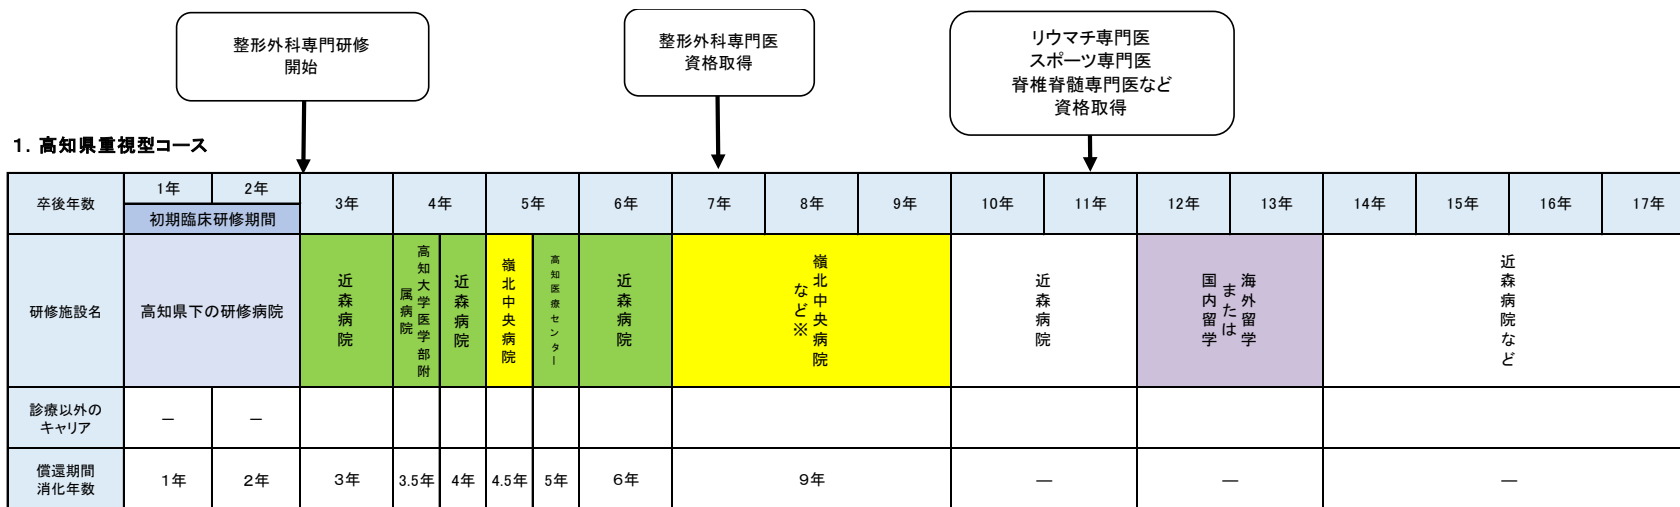 整形外科専門研修
開始
整形外科専門医
資格取得
リウマチ専門医
スポーツ専門医
脊椎脊髄専門医など
資格取得
1. 高知県重視型コース
卒後年数
1年
2年
初期臨床研修期間
3年
4年
5年
6年
7年
8年
9年
10年
11年
12年
13年
14年
15年
16年
17年
研修施設名
高知県下の研修病院
近森病院
高知大学医学部附
属病院
近森病院
嶺北中央病院
高知医療センター
近森病院
嶺北中央病院
など※
近森病院
海外留学
または
国内留学
近森病院など
診療以外の
キャリア
－
－
償還期間
消化年数
1年
2年
3年
3.5年
4年
4.5年
5年
6年
9年
―
―
―